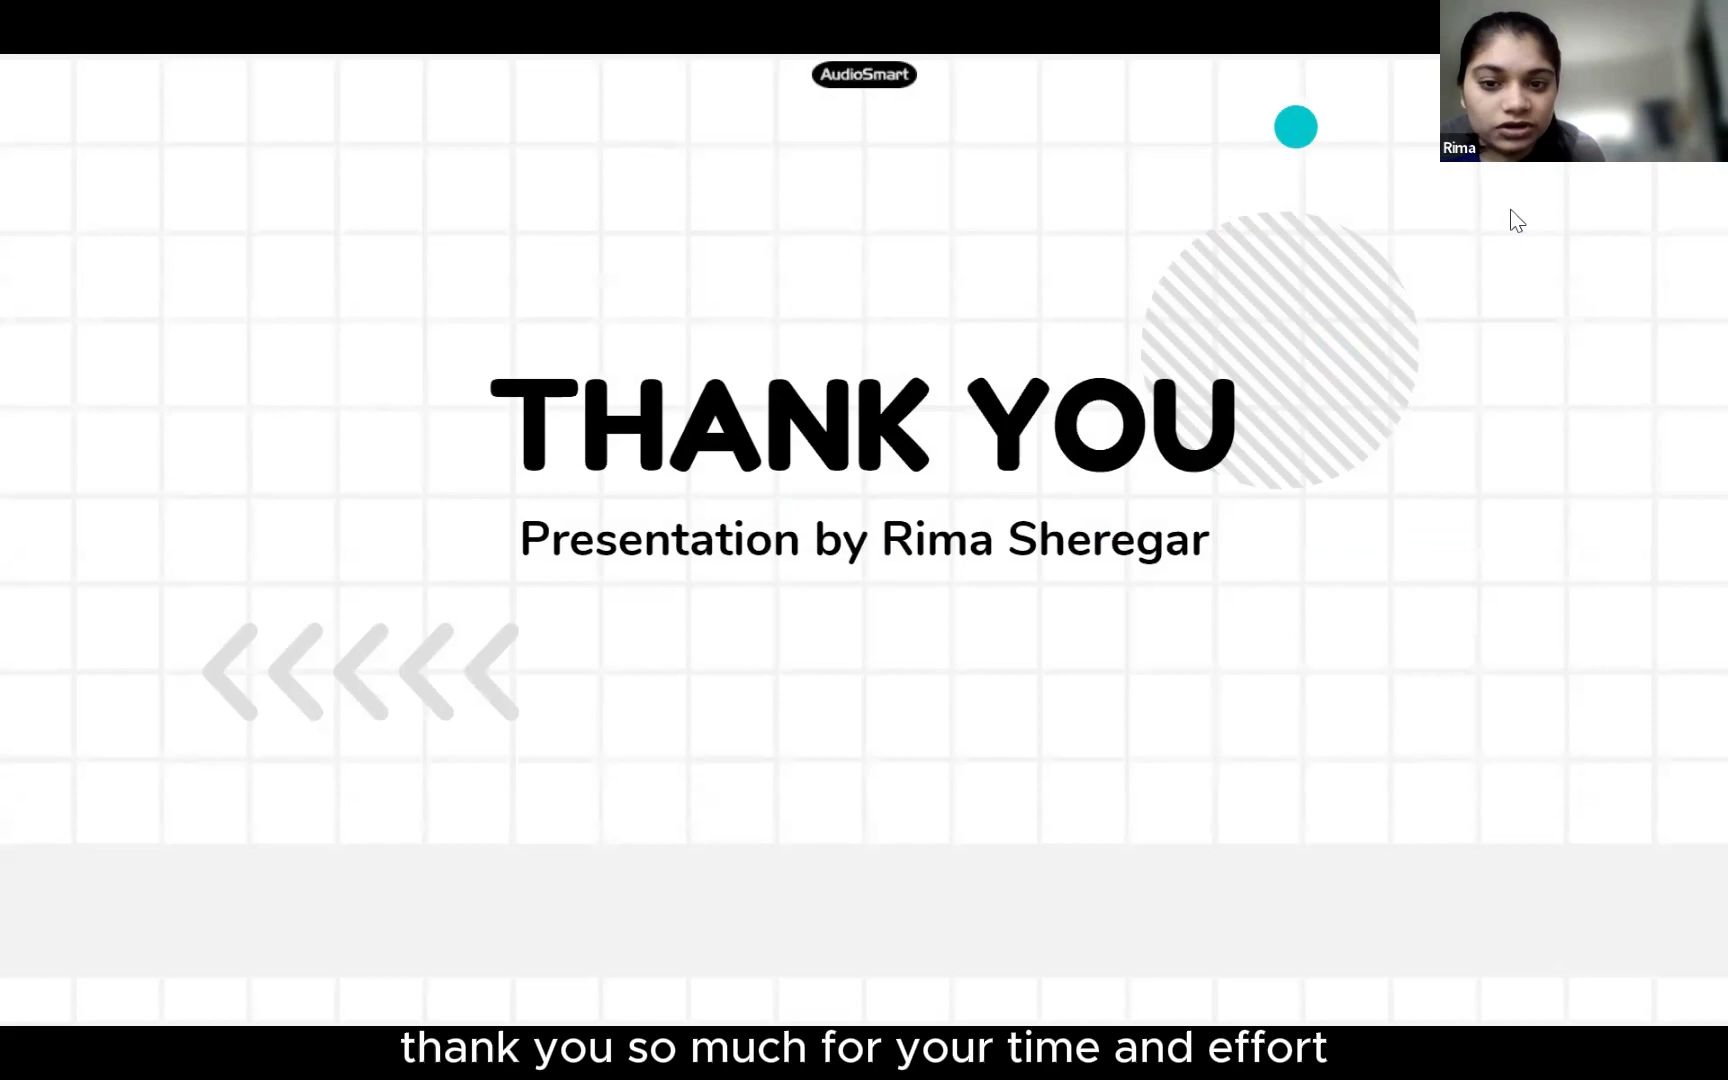 AudioSmart
Rima
THANK YOU
Presentation by Rima Sheregar
thank you so much for your time and effort